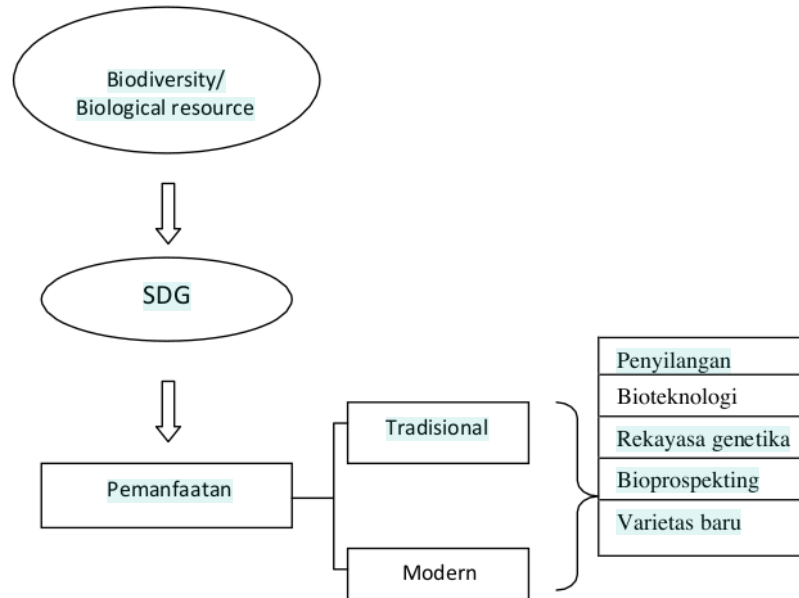 Biodiversity/
Biological resource
SDG
Pemanfaatan
Tradisional
Modern
Penyilangan
Bioteknologi
Rekayasa genetika
Bioprospekting
Varietas baru